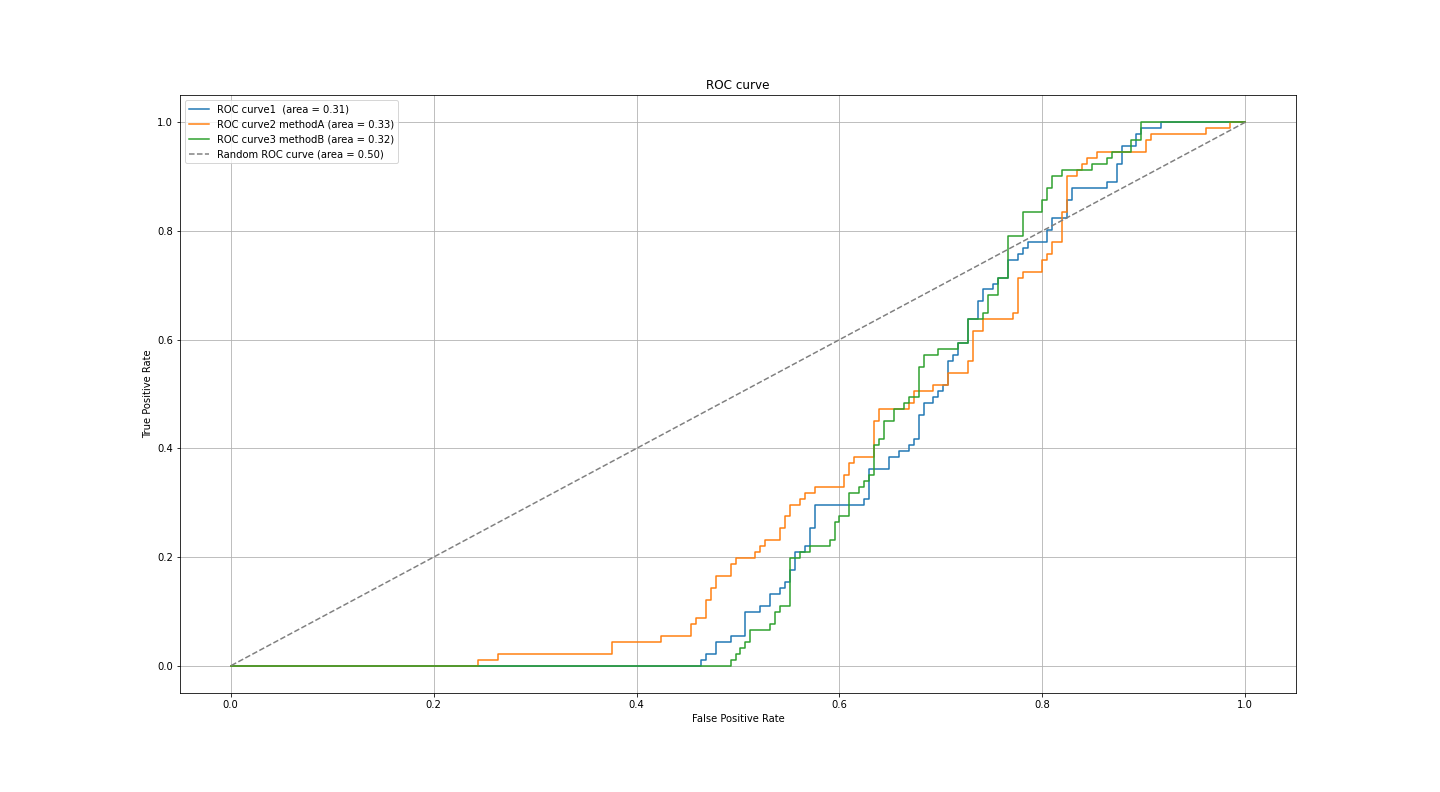 ROC curve
ROC curve1 (area = 0.31)
ROC curve2 methodA (area = 0.33)
ROC curve3 methodB (area = 0.32)
Random ROC curve (area = 0.50)
1.0
0.8
0.6
0.4
0.2
0.0
True Positive Rate
0.0 0.2 0.4 0.6 0.8 1.0
False Positive Rate